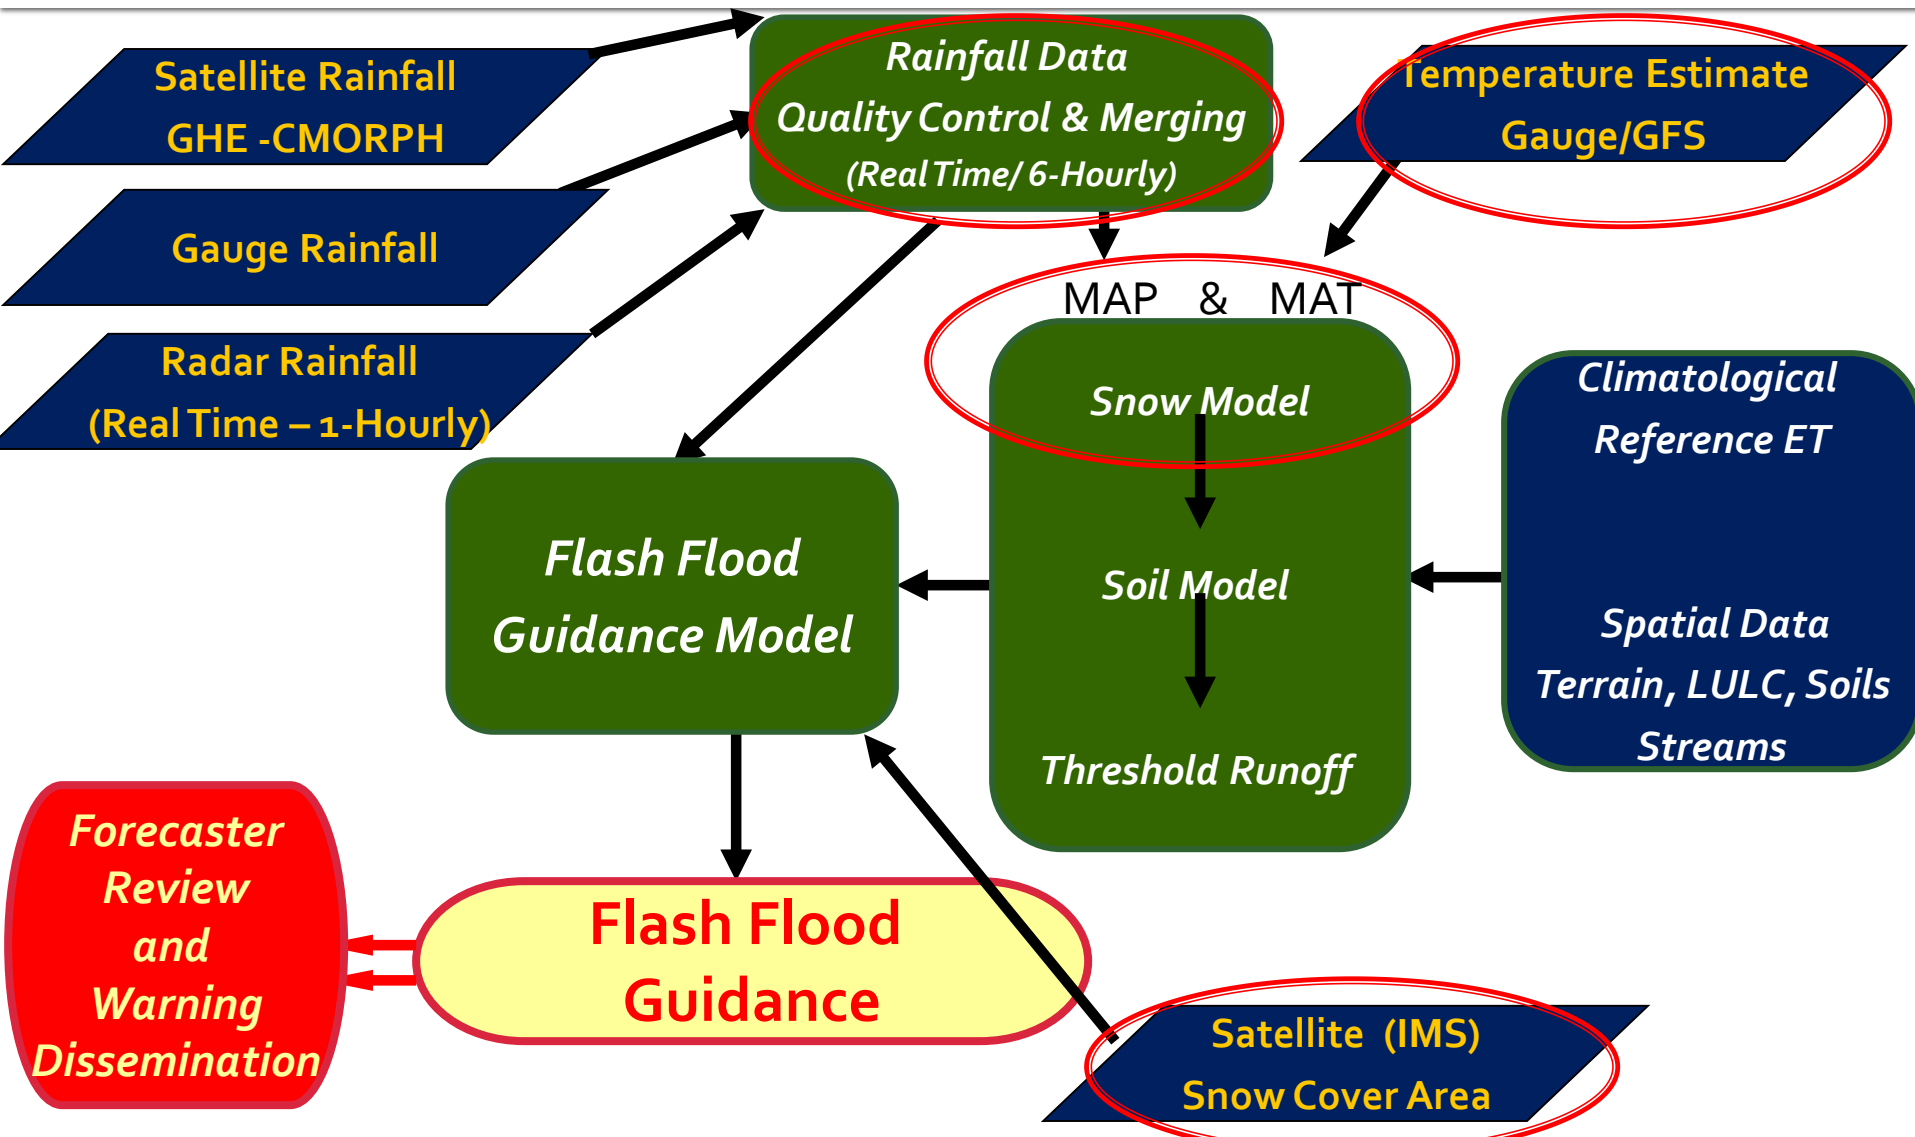 Satellite Rainfall
GHE -CMORPH
Gauge Rainfall
Radar Rainfall
(Real Time – 1-Hourly)
Rainfall Data
Quality Control & Merging
(Real Time/ 6-Hourly)
Temperature Estimate
Gauge/GFS
MAP & MAT
Snow Model
Soil Model
Threshold Runoff
Climatological
Reference ET
Spatial Data
Terrain, LULC, Soils
Streams
Flash Flood
Guidance Model
Flash Flood
Guidance
Forecaster
Review
and
Warning
Dissemination
Satellite (IMS)
Snow Cover Area